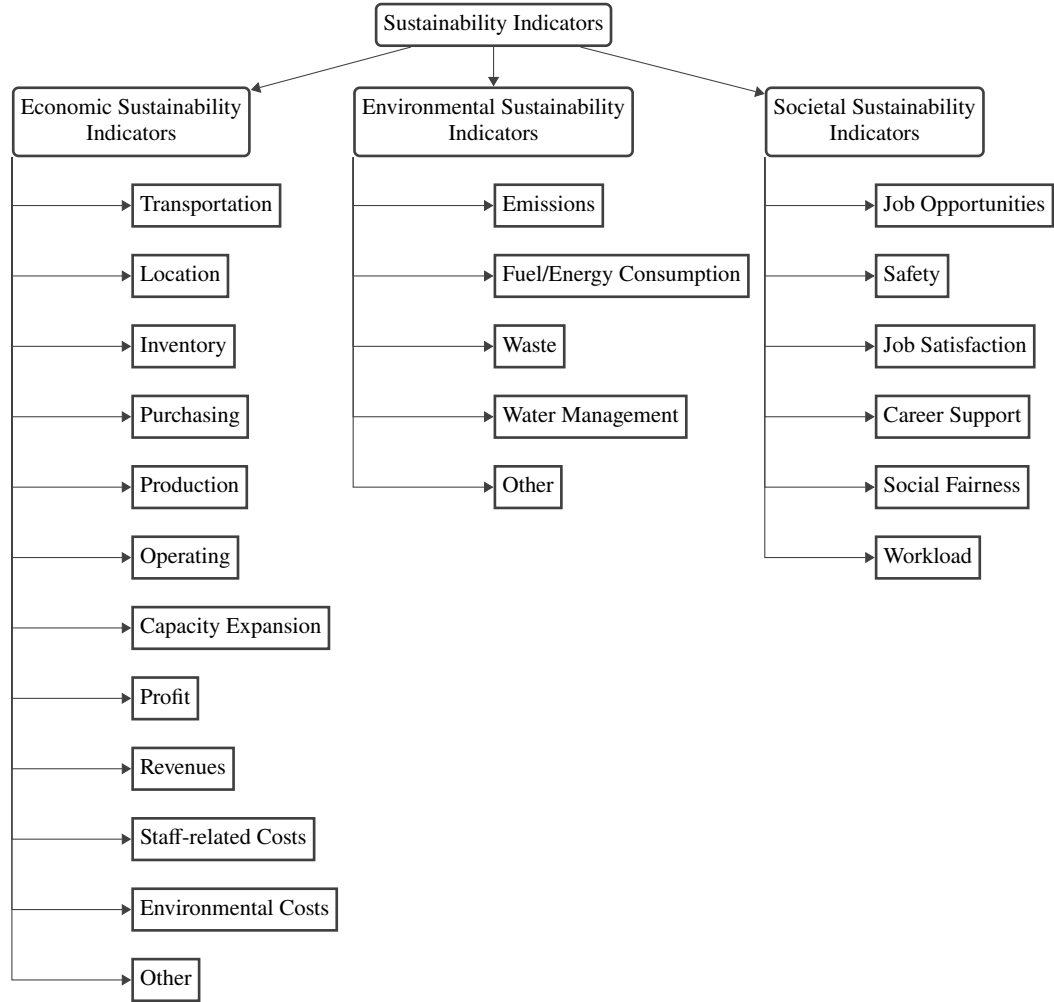 Sustainability Indicators
Economic Sustainability
Indicators
Transportation
Location
Inventory
Purchasing
Production
Operating
Capacity Expansion
Profit
Revenues
Staff-related Costs
Environmental Costs
Other
Environmental Sustainability
Indicators
Emissions
Fuel/Energy Consumption
Waste
Water Management
Other
Societal Sustainability
Indicators
Job Opportunities
Safety
Job Satisfaction
Career Support
Social Fairness
Workload